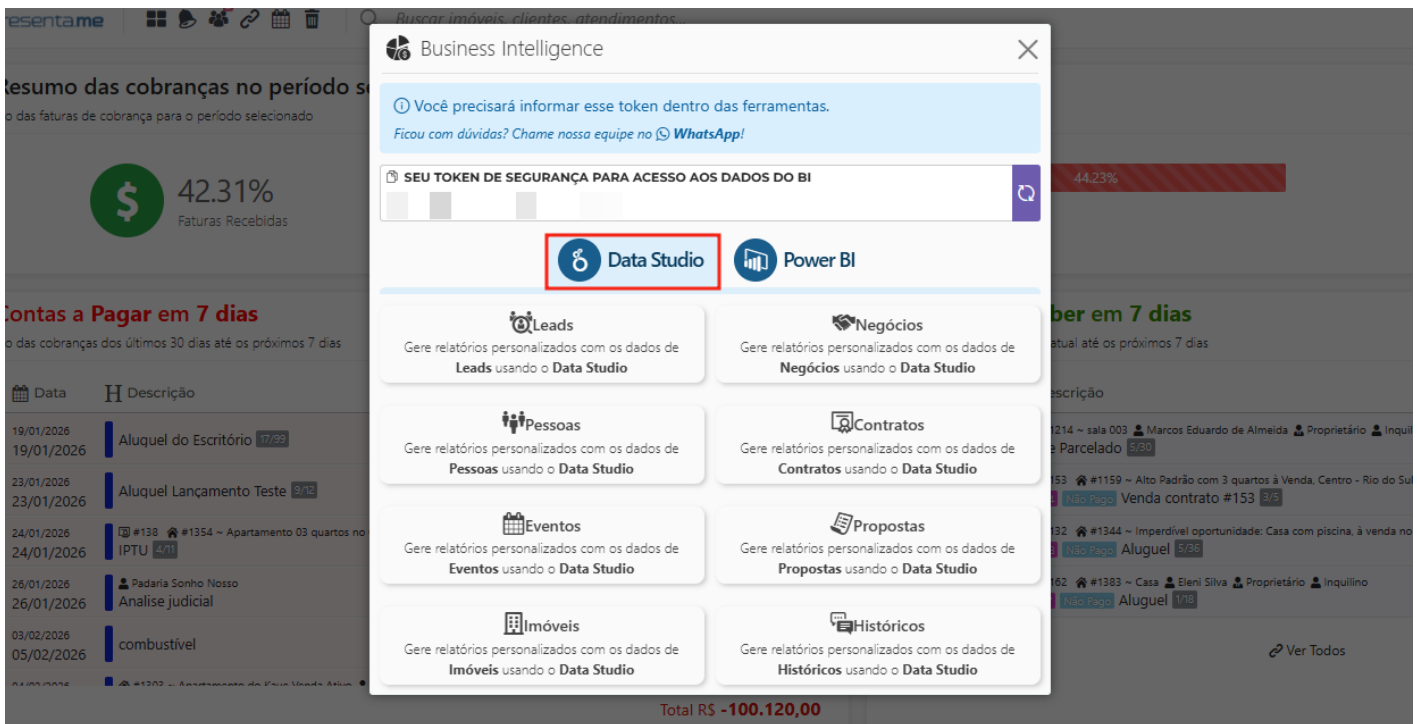 resentame
Buscar imóveis, clientes, atendimentos...
Resumo das cobranças no período s
o das faturas de cobrança para o período selecionado
42.31%
Faturas Recebidas
44.23%
Contas a Pagar em 7 dias
o das cobranças dos últimos 30 dias até os próximos 7 dias
Data Descrição
19/01/2026
19/01/2026
Aluguel do Escritório 17/99
23/01/2026
23/01/2026
Aluguel Lançamento Teste 9/12
24/01/2026
24/01/2026
#138 #1354 ~ Apartamento 03 quartos no
IPTU 4/11
26/01/2026
26/01/2026
Padaria Sonho Nosso
Analise judicial
03/02/2026
05/02/2026
combustível
#1303 ~ Apartamento do Kaue Venda Ativo
Total R$ -100.120,00
Business Intelligence
Você precisará informar esse token dentro das ferramentas.
Ficou com dúvidas? Chame nossa equipe no WhatsApp!
SEU TOKEN DE SEGURANÇA PARA ACESSO AOS DADOS DO BI
Data Studio
Power BI
Leads
Gere relatórios personalizados com os dados de
Leads usando o Data Studio
Negócios
Gere relatórios personalizados com os dados de
Negócios usando o Data Studio
Pessoas
Gere relatórios personalizados com os dados de
Pessoas usando o Data Studio
Contratos
Gere relatórios personalizados com os dados de
Contratos usando o Data Studio
Eventos
Gere relatórios personalizados com os dados de
Eventos usando o Data Studio
Propostas
Gere relatórios personalizados com os dados de
Propostas usando o Data Studio
Imóveis
Gere relatórios personalizados com os dados de
Imóveis usando o Data Studio
Históricos
Gere relatórios personalizados com os dados de
Históricos usando o Data Studio
ber em 7 dias
atual até os próximos 7 dias
escrição
1214 ~ sala 003 Marcos Eduardo de Almeida Proprietário Inquil
e Parcelado 5/30
153 #1159 ~ Alto Padrão com 3 quartos à Venda, Centro - Rio do Sul
Não Pago Venda contrato #153 3/5
132 #1344 ~ Imperdível oportunidade: Casa com piscina, à venda no
Não Pago Aluguel 5/36
162 #1383 ~ Casa Eleni Silva Proprietário Inquilino
Não Pago Aluguel 1/18
Ver Todos